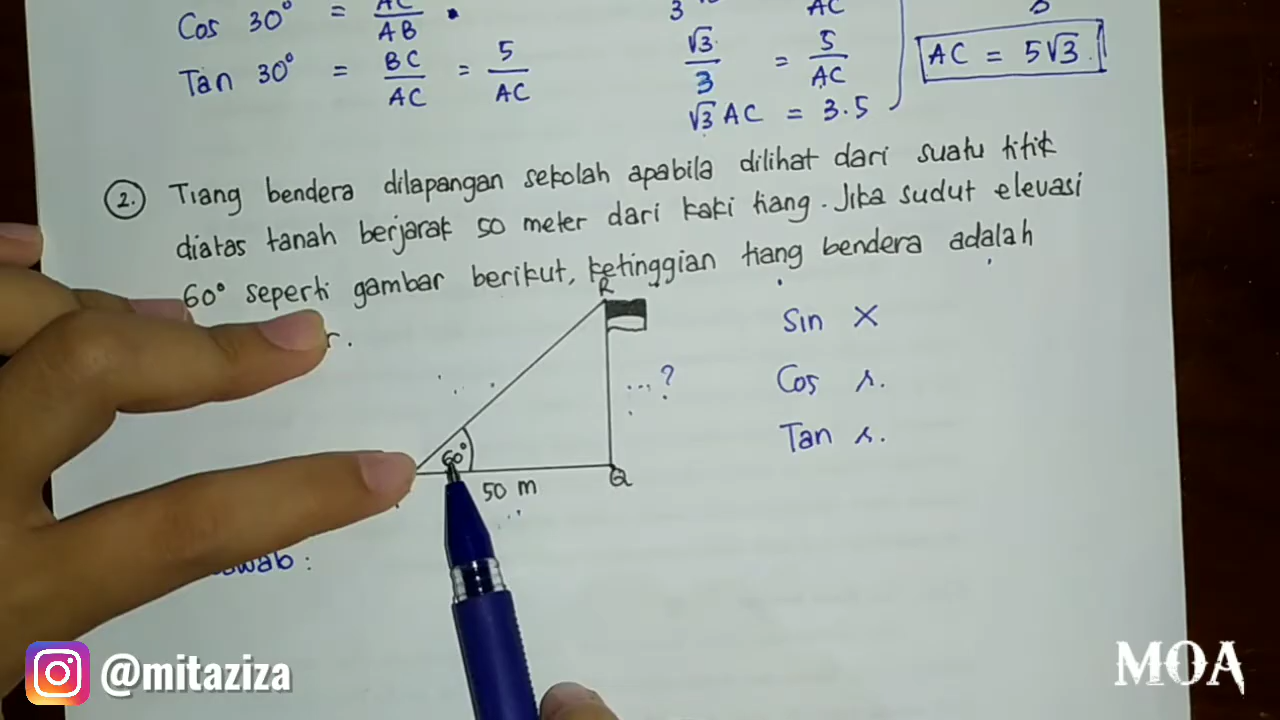 Cos 30° = AC/AB
Tan 30° = BC/AC = 5/AC
3 AC
√3/3 = 5/AC
√3 AC = 3.5
AC = 5√3
2. Tiang bendera dilapangan sekolah apabila dilihat dari suatu titik
diatas tanah berjarak 50 meter dari kaki tiang. Jika sudut elevasi
60° seperti gambar berikut, ketinggian tiang bendera adalah
R
... ?
60°
50 m
Q
Sin X
Cos
Tan
@mitaziza
MOA